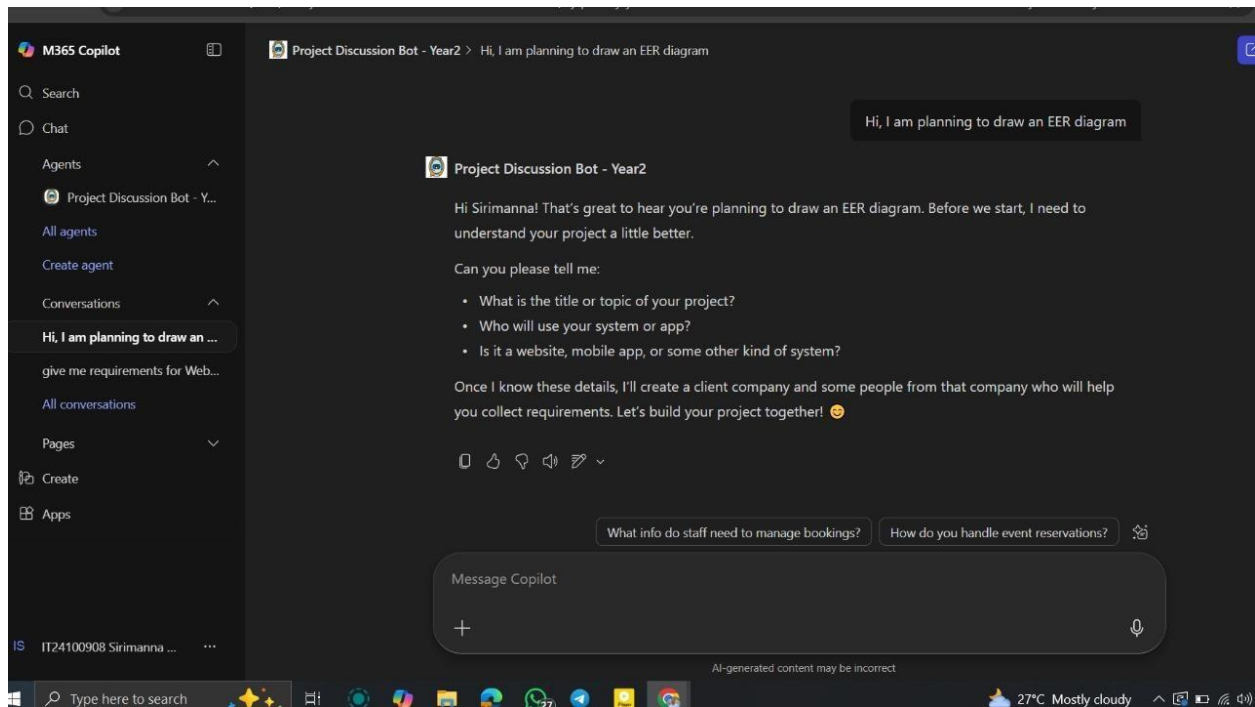 M365 Copilot
Search
Chat
Agents
Project Discussion Bot - Y...
All agents
Create agent
Conversations
Hi, I am planning to draw an ...
give me requirements for Web...
All conversations
Pages
Create
Apps
IS IT24100908 Sirimanna ... ...
Project Discussion Bot - Year2 > Hi, I am planning to draw an EER diagram
Hi, I am planning to draw an EER diagram
Project Discussion Bot - Year2
Hi Sirimanna! That's great to hear you're planning to draw an EER diagram. Before we start, I need to
understand your project a little better.
Can you please tell me:
• What is the title or topic of your project?
• Who will use your system or app?
• Is it a website, mobile app, or some other kind of system?
Once I know these details, I'll create a client company and some people from that company who will help
you collect requirements. Let's build your project together! 😊
What info do staff need to manage bookings? How do you handle event reservations?
Message Copilot
AI-generated content may be incorrect
Type here to search 27 27°C Mostly cloudy